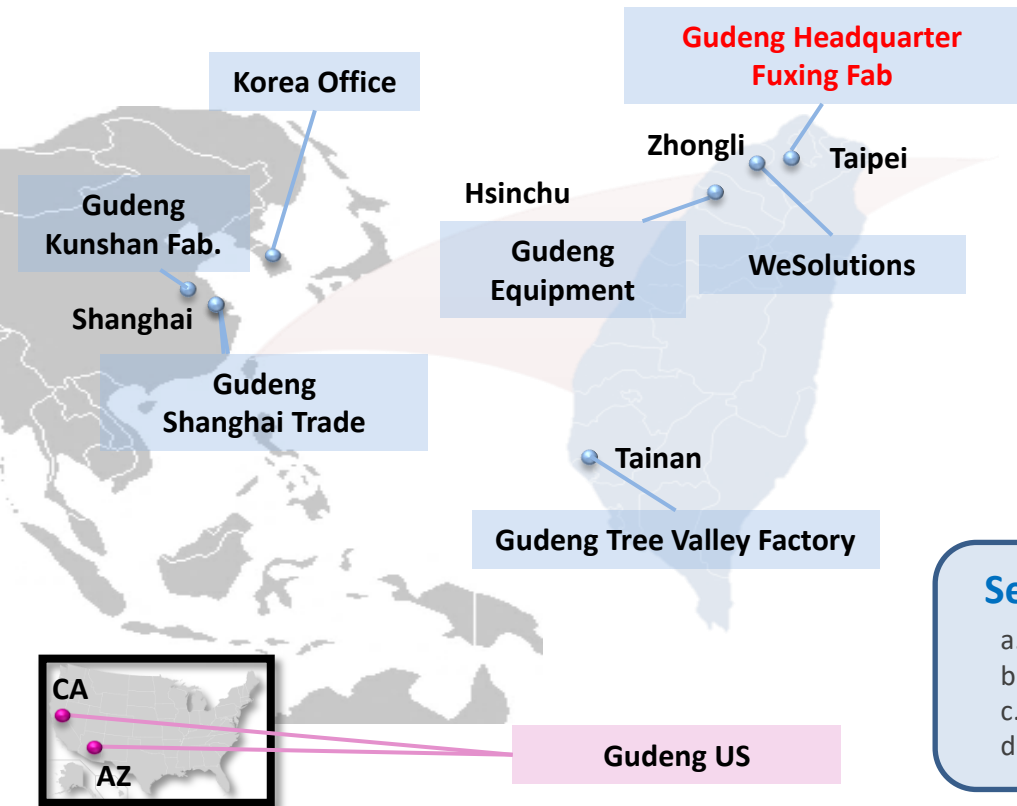 Gudeng Headquarter
Fuxing Fab
Korea Office
Zhongli
Taipei
Hsinchu
Gudeng
Kunshan Fab.
Gudeng
Equipment
WeSolutions
Shanghai
Gudeng
Shanghai Trade
Tainan
Gudeng Tree Valley Factory
Se
a.
b
c.
d
CA
AZ
Gudeng US